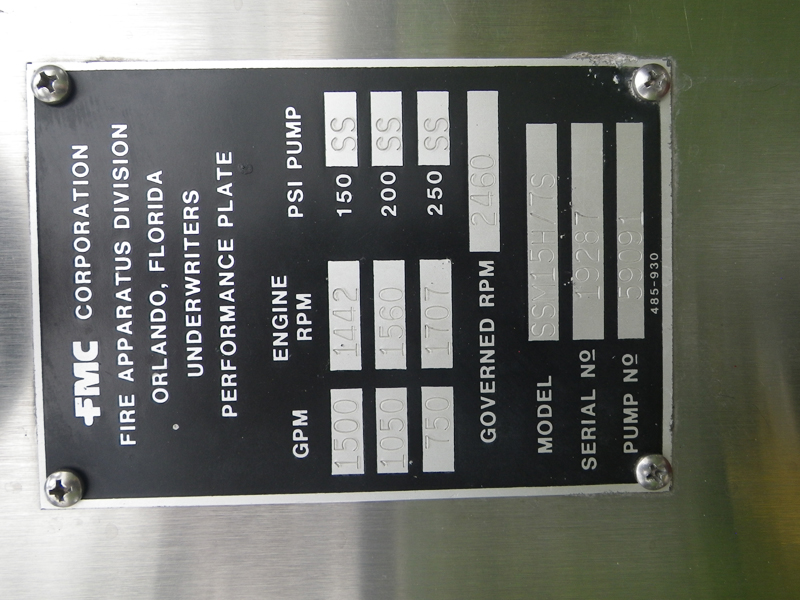 FMC CORPORATION
FIRE APPARATUS DIVISION
ORLANDO, FLORIDA
UNDERWRITERS
PERFORMANCE PLATE
GPM ENGINE RPM PSI PUMP
1500 1442 150 SS
1050 1560 200 SS
750 1707 250 SS
GOVERNED RPM 2460
MODEL SSM15H/7S
SERIAL Nº 19287
PUMP Nº 59091
485-930